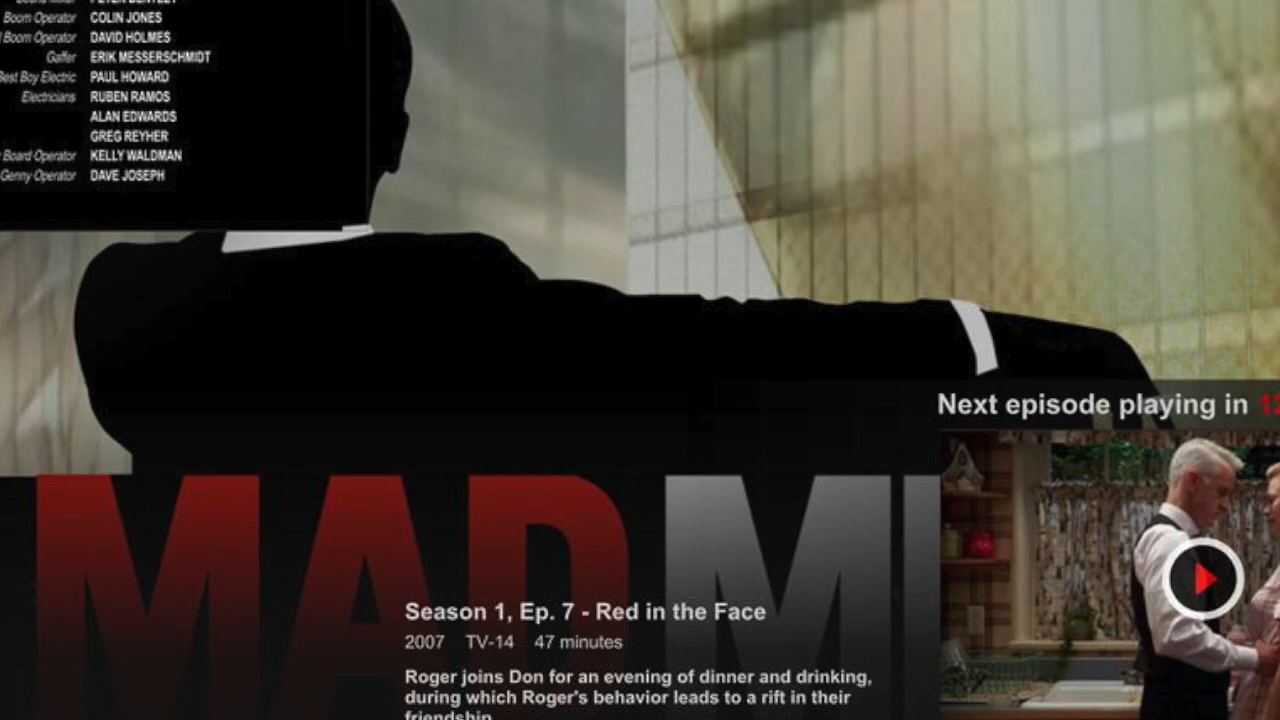 Boom Operator COLIN JONES
Boom Operator DAVID HOLMES
Gaffer ERIK MESSERSCHMIDT
Best Boy Electric PAUL HOWARD
Electricians RUBEN RAMOS
ALAN EDWARDS
GREG REYHER
Board Operator KELLY WALDMAN
Genny Operator DAVE JOSEPH
Next episode playing in
MAD M
Season 1, Ep. 7 - Red in the Face
2007 TV-14 47 minutes
Roger joins Don for an evening of dinner and drinking,
during which Roger's behavior leads to a rift in their
friendship